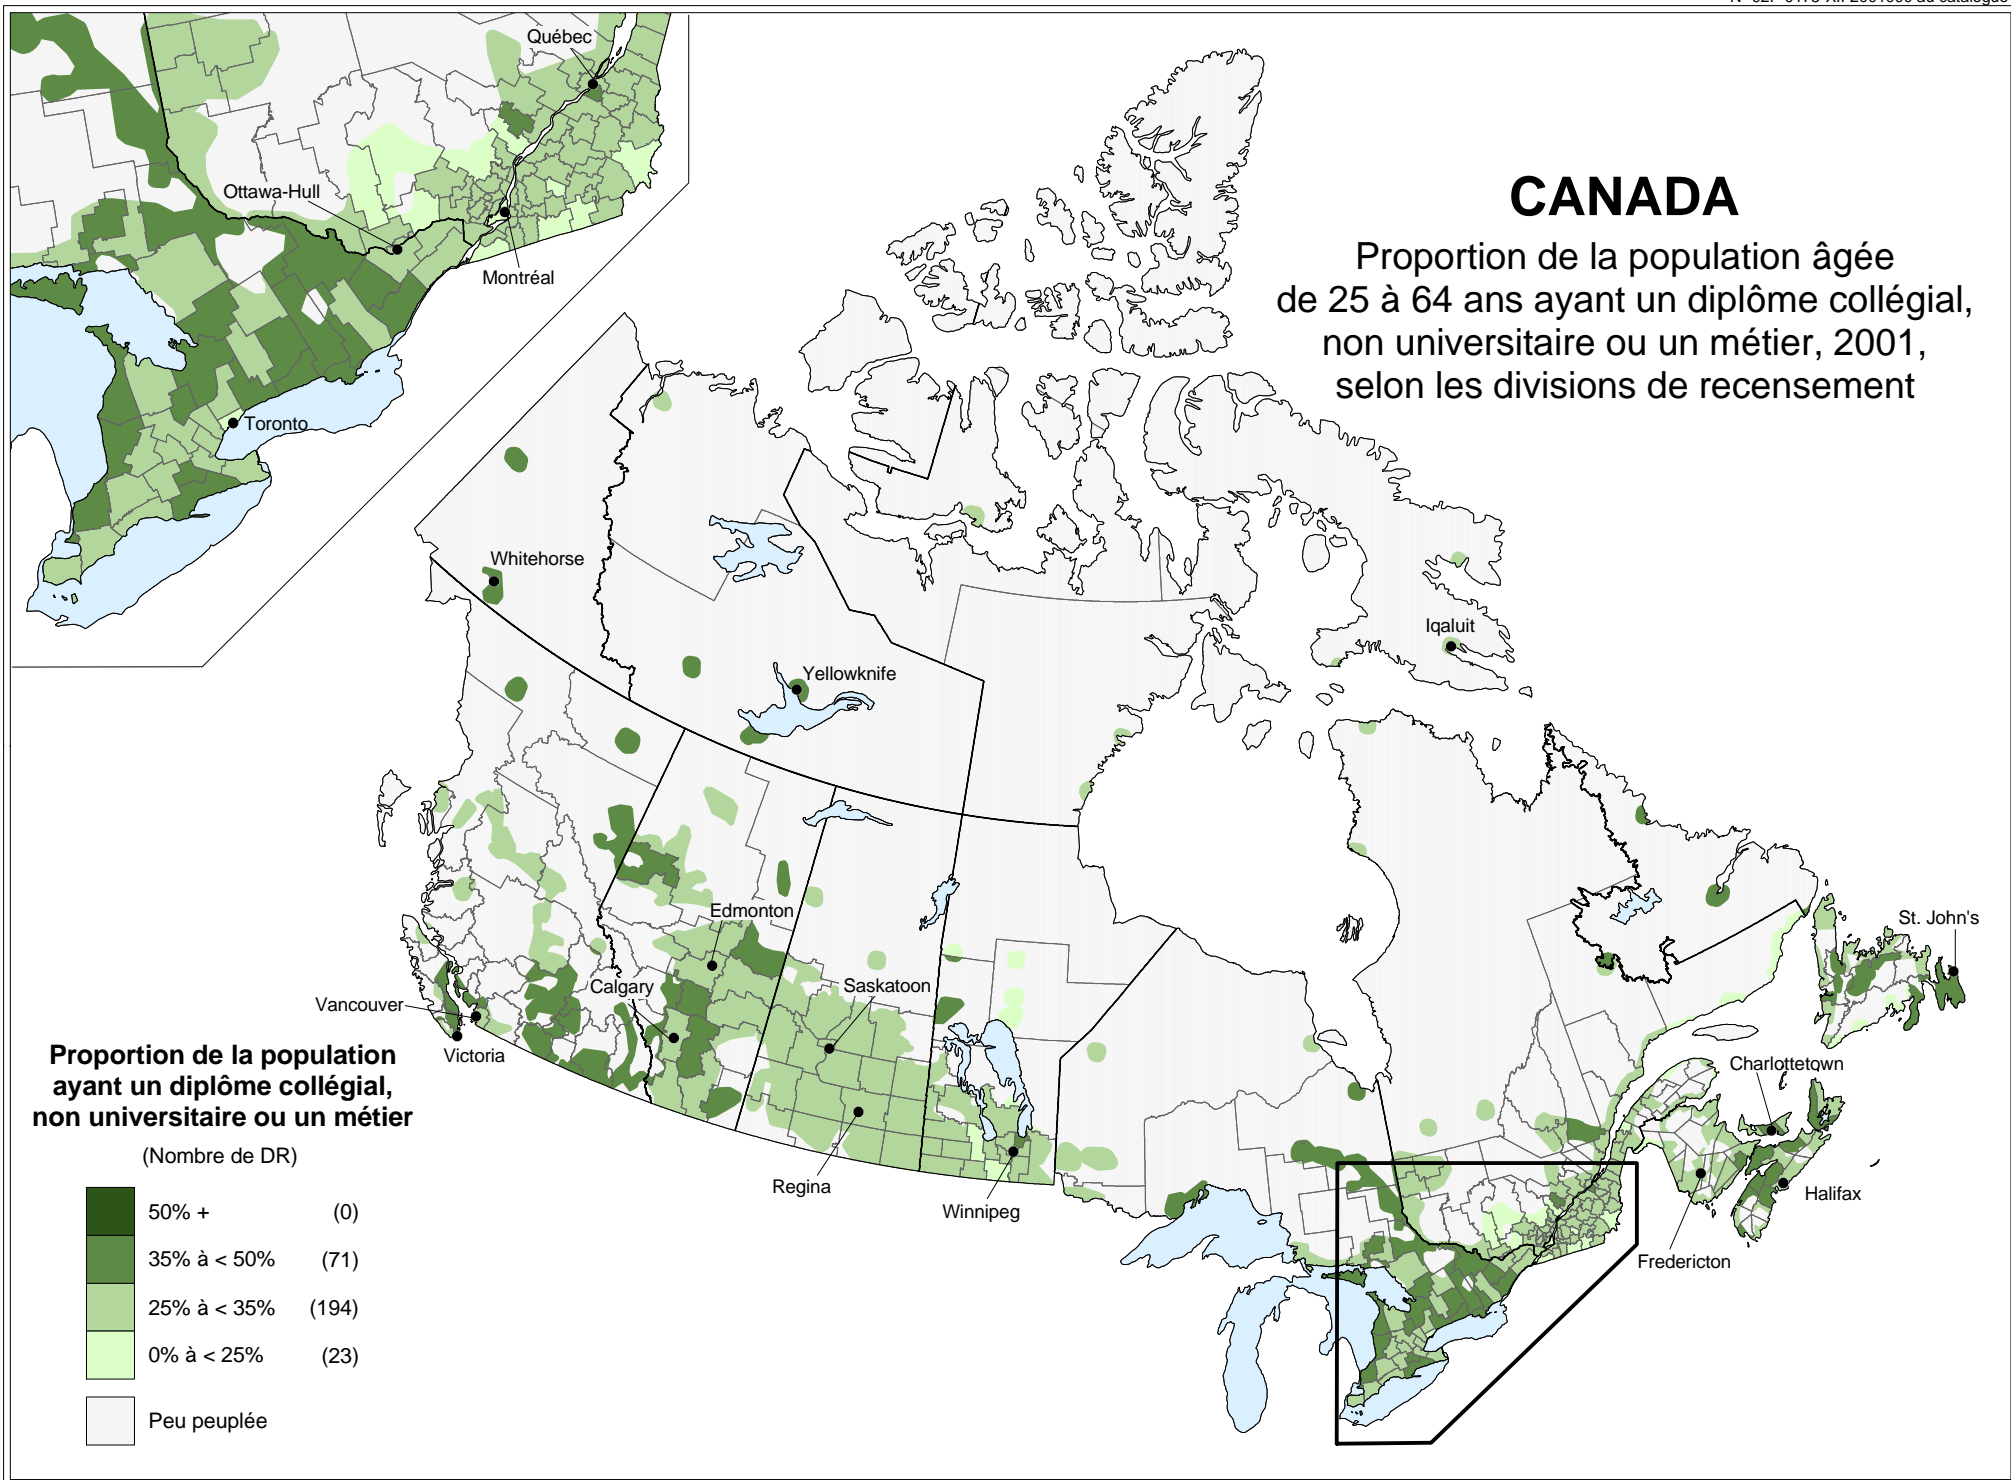 CANADA
Proportion de la population âgée
de 25 à 64 ans ayant un diplôme collégial,
non universitaire ou un métier, 2001,
selon les divisions de recensement
Québec
Ottawa-Hull
Montréal
Toronto
Whitehorse
Yellowknife
Iqaluit
Edmonton
St. John's
Calgary
Saskatoon
Vancouver
Victoria
Charlottetown
Regina
Winnipeg
Halifax
Fredericton
Proportion de la population
ayant un diplôme collégial,
non universitaire ou un métier
(Nombre de DR)
50% + (0)
35% à < 50% (71)
25% à < 35% (194)
0% à < 25% (23)
Peu peuplée